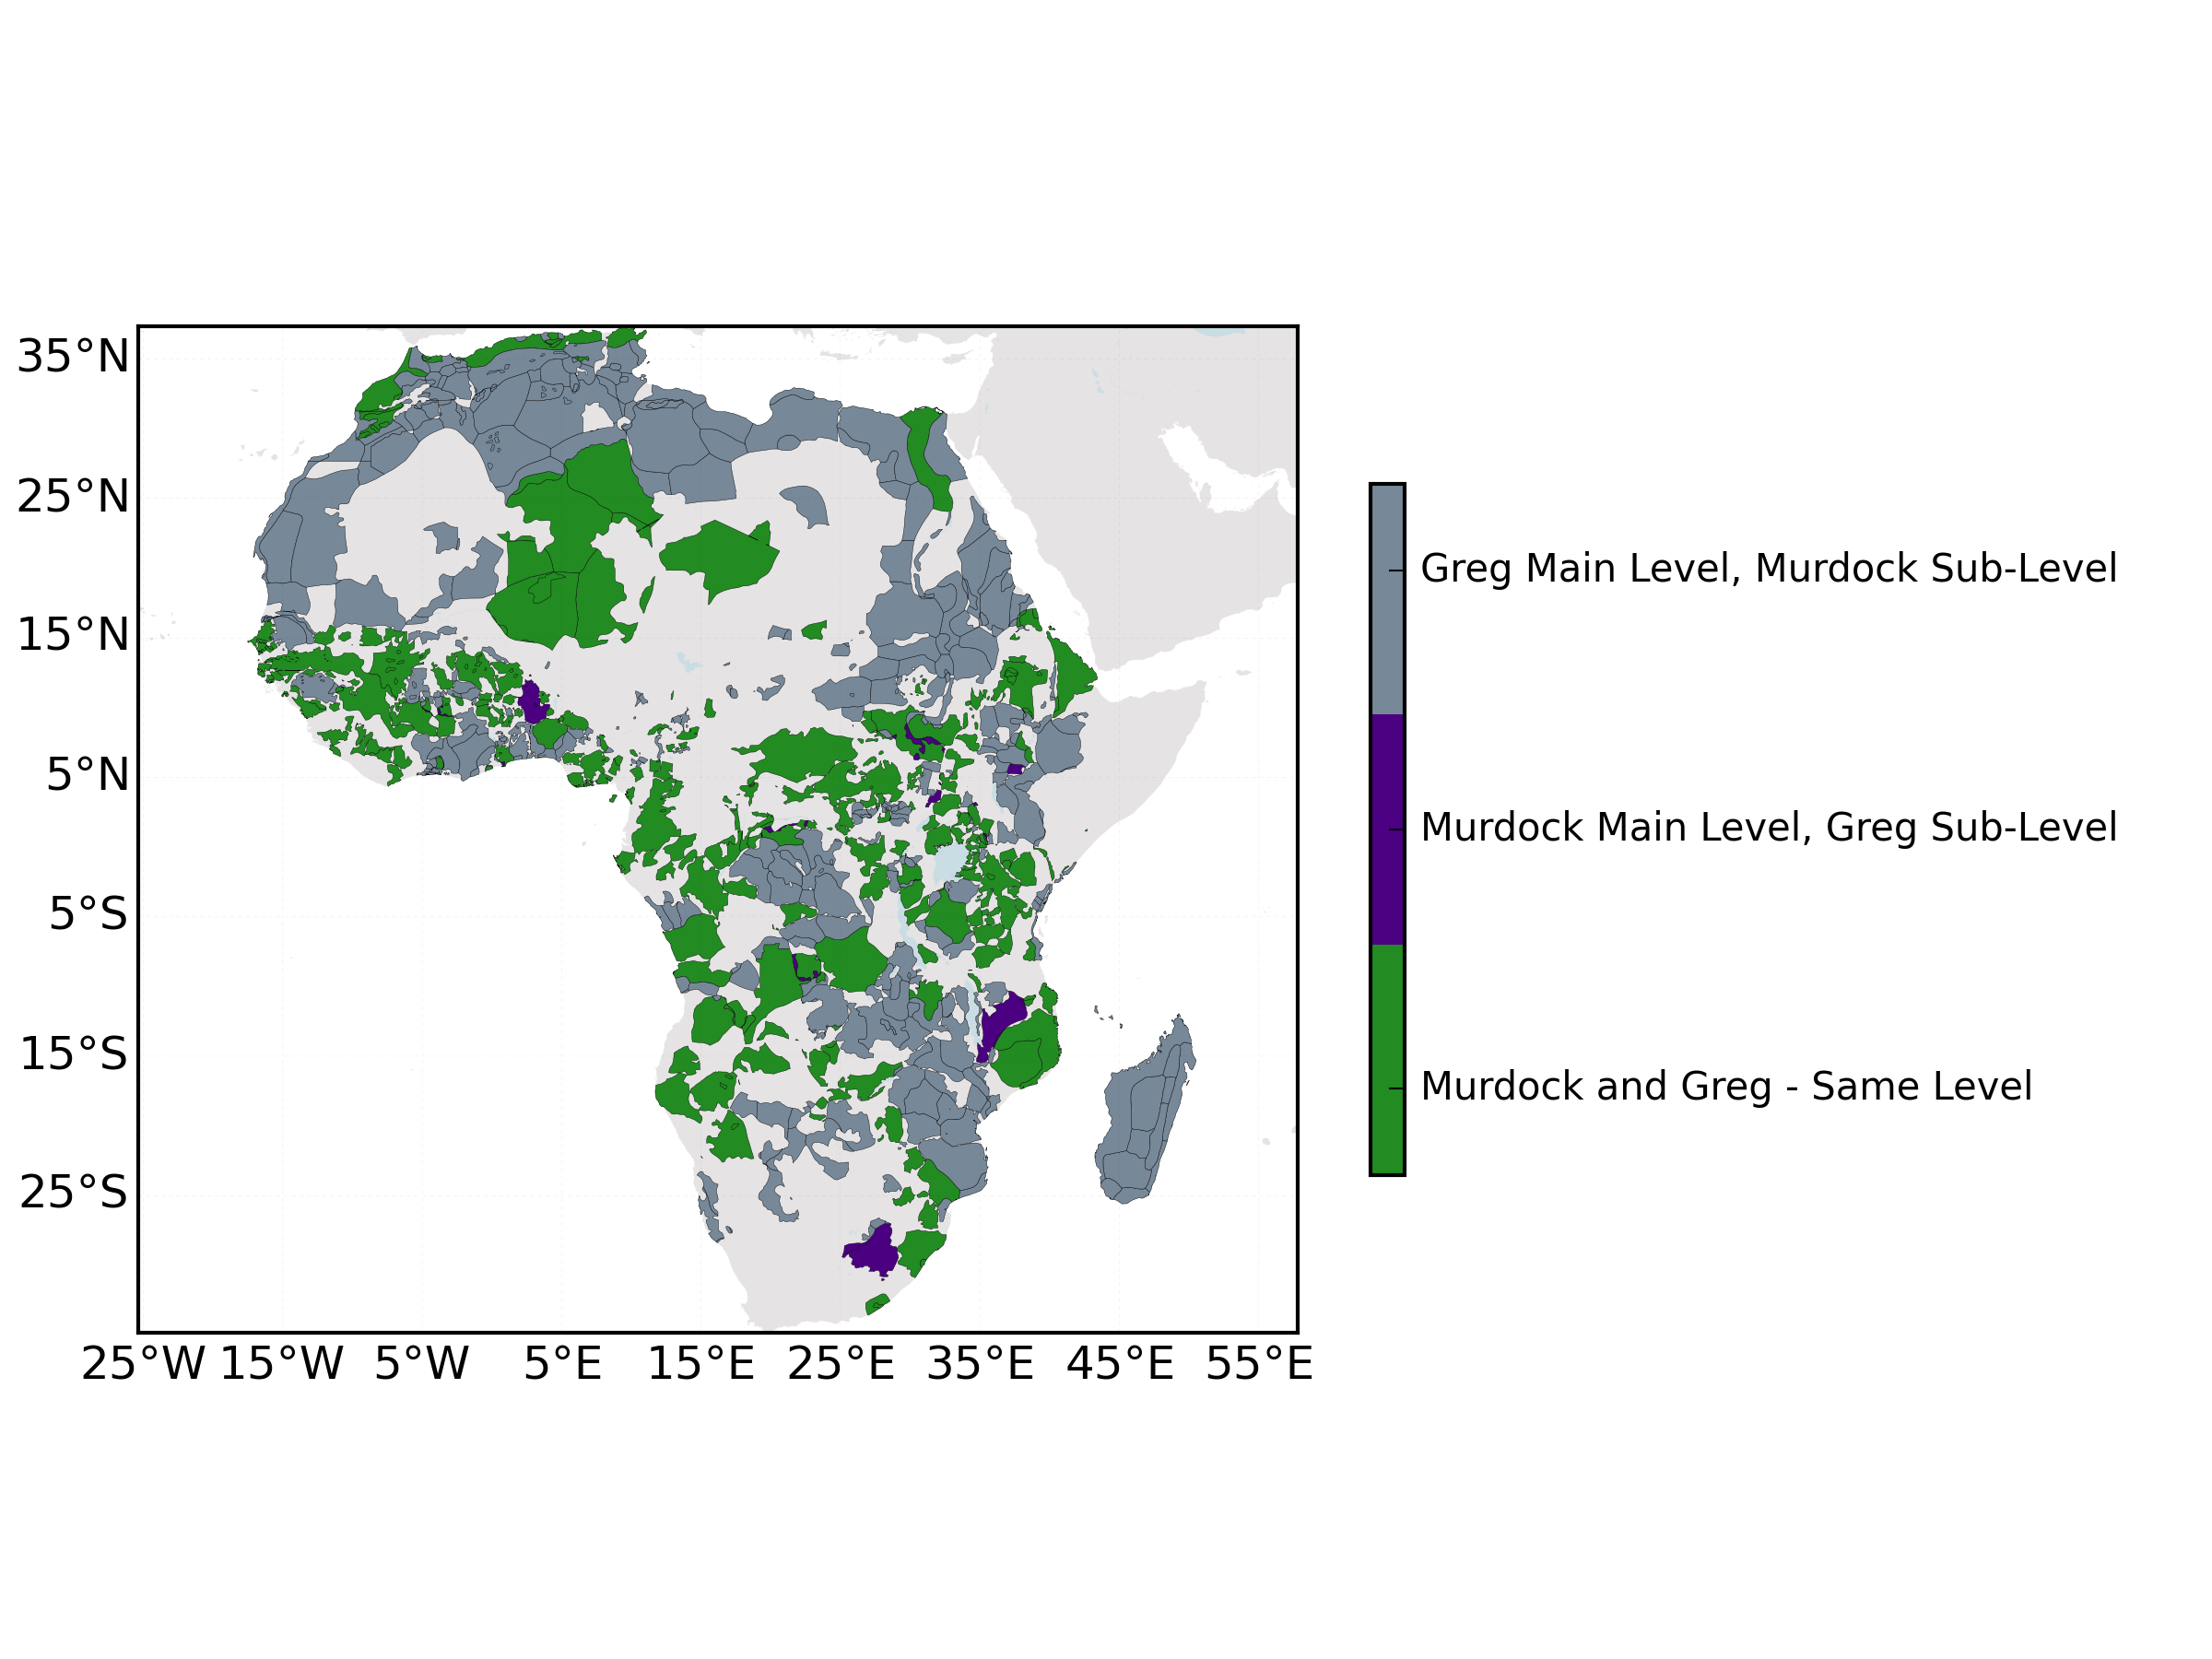 35°N
25°N
15°N
5°N
5°S
15°S
25°S
25°W 15°W 5°W 5°E 15°E 25°E 35°E 45°E 55°E
Greg Main Level, Murdock Sub-Level
Murdock Main Level, Greg Sub-Level
Murdock and Greg - Same Level